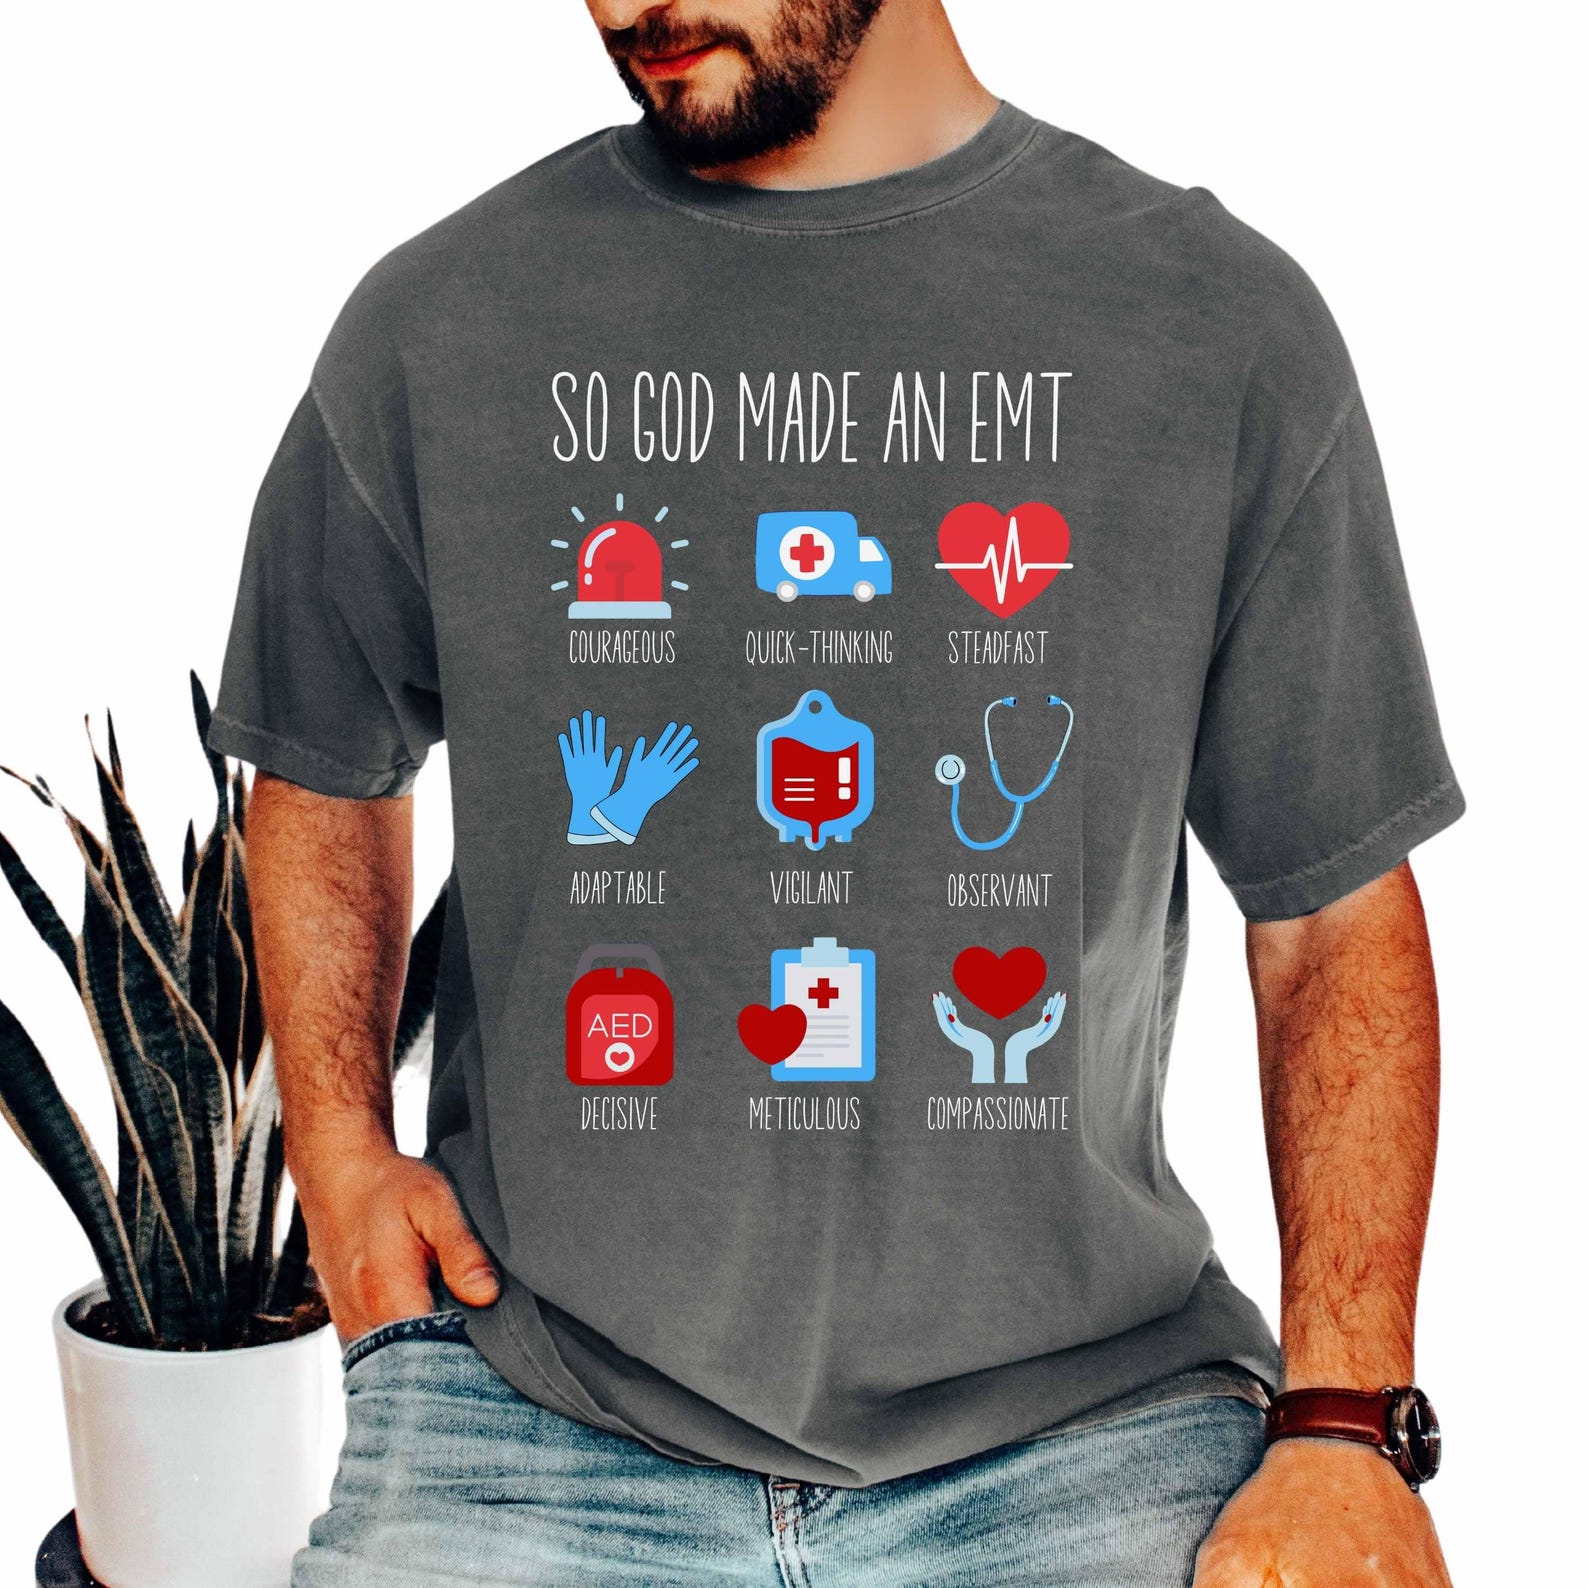 SO GOD MADE AN EMT
COURAGEOUS QUICK-THINKING STEADFAST
ADAPTABLE VIGILANT OBSERVANT
AED
DECISIVE METICULOUS COMPASSIONATE